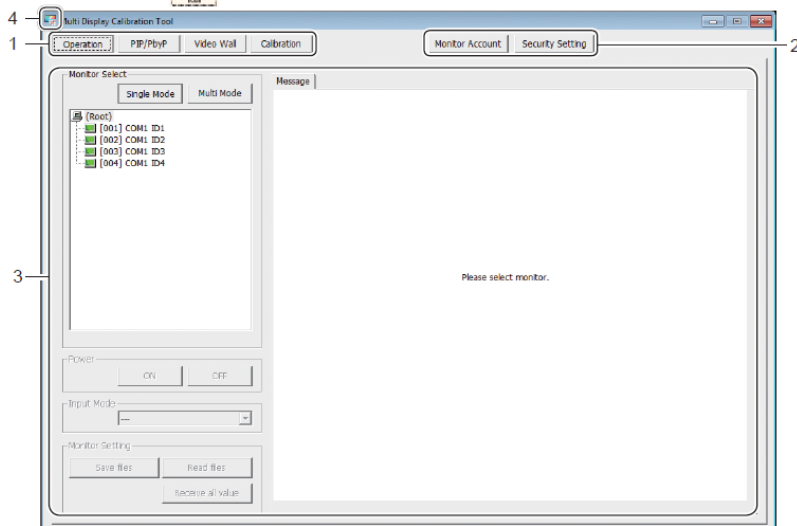 4
Multi Display Calibration Tool
1
Operation PIP/PbyP Video Wall Calibration Monitor Account Security Setting
2
Monitor Select
Single Mode Multi Mode
Message
(Root)
[001] COM1 ID1
[002] COM1 ID2
[003] COM1 ID3
[004] COM1 ID4
3
Please select monitor.
Power
ON OFF
Input Mode
---
Monitor Setting
Save files Read files
Receive all value